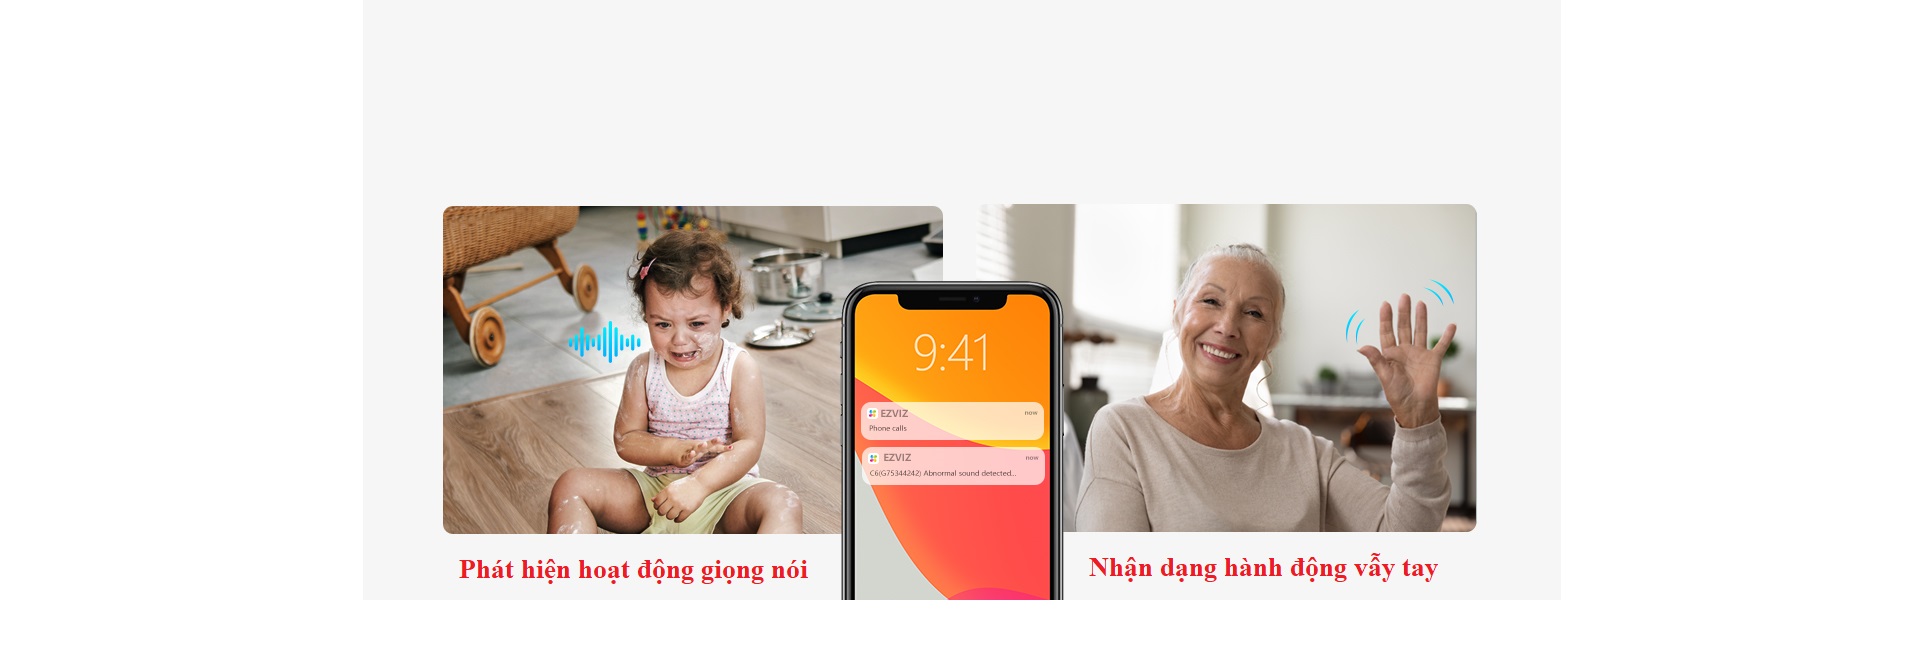 9:41
EZVIZ now
Phone calls
EZVIZ now
C6(G75344242) Abnormal sound detected...
Phát hiện hoạt động giọng nói
Nhận dạng hành động vẫy tay